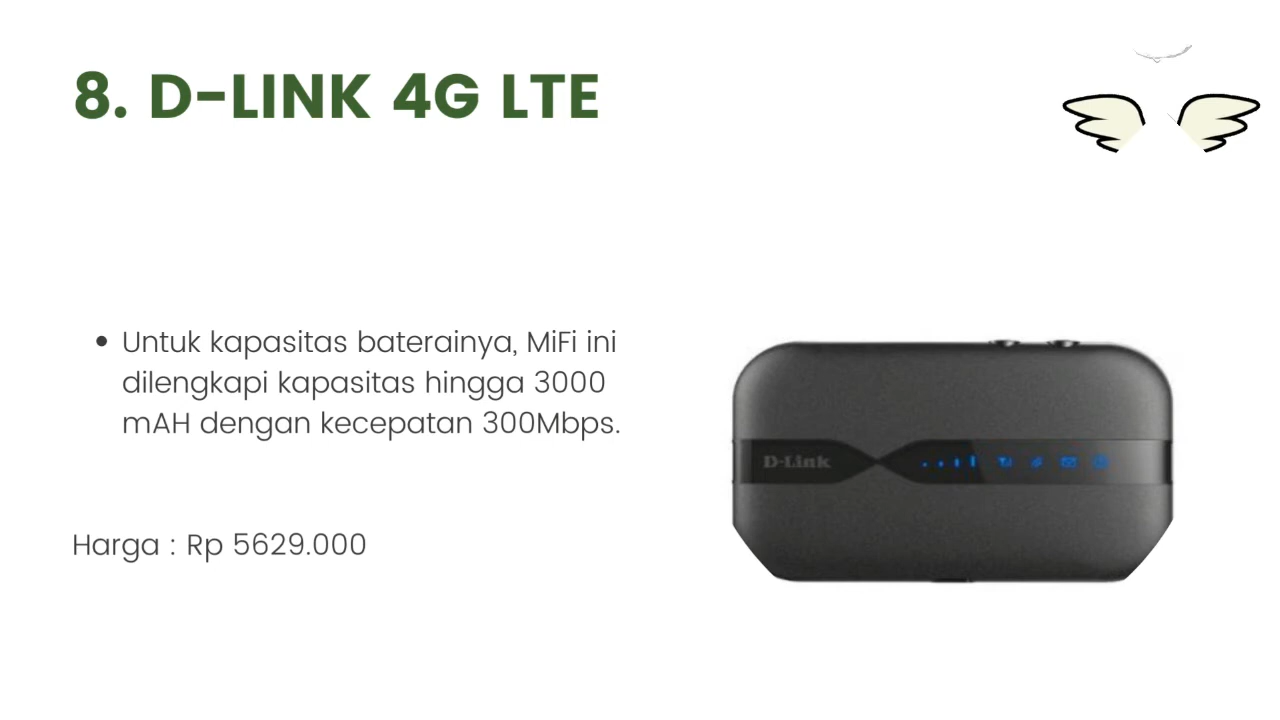 8. D-LINK 4G LTE
• Untuk kapasitas baterainya, MiFi ini
dilengkapi kapasitas hingga 3000
mAH dengan kecepatan 300Mbps.
D-Link
Harga : Rp 5629.000